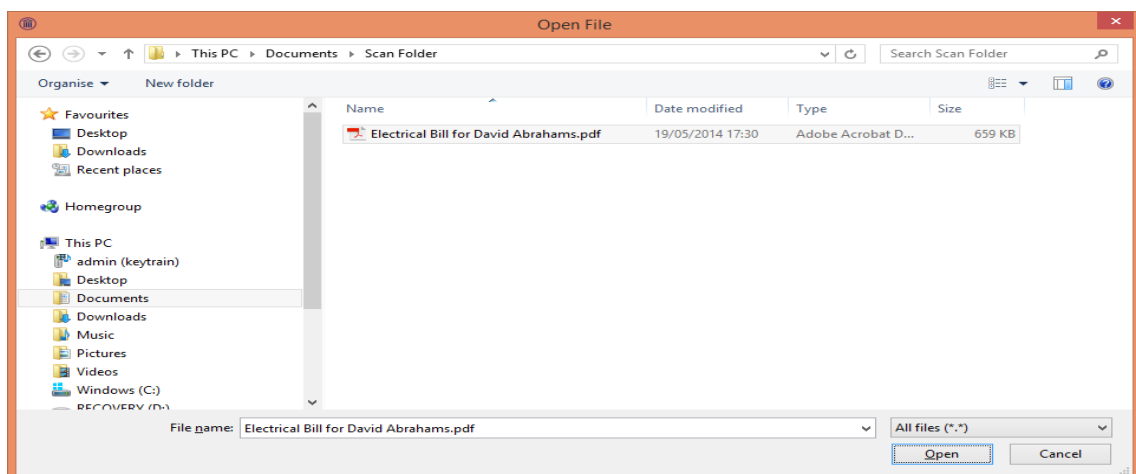 Open File
This PC Documents Scan Folder Search Scan Folder
Organise New folder
Name Date modified Type Size
Electrical Bill for David Abrahams.pdf 19/05/2014 17:30 Adobe Acrobat D... 659 KB
Favourites
Desktop
Downloads
Recent places
Homegroup
This PC
admin (keytrain)
Desktop
Documents
Downloads
Music
Pictures
Videos
Windows (C:)
RECOVERY (D:)
File name: Electrical Bill for David Abrahams.pdf All files (*.*)
Open Cancel